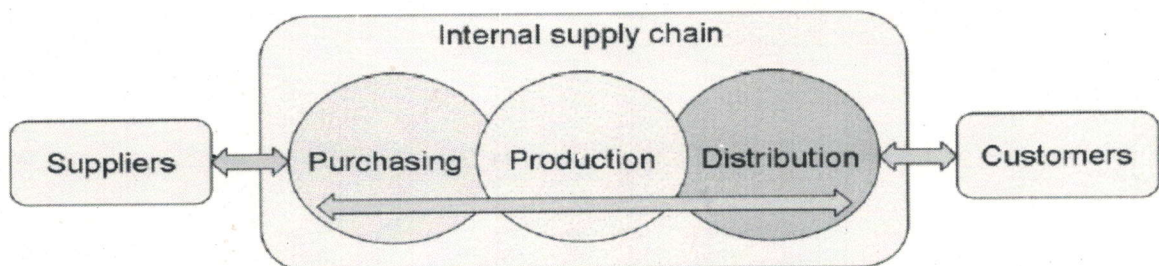 Internal supply chain
Suppliers
Purchasing
Production
Distribution
Customers